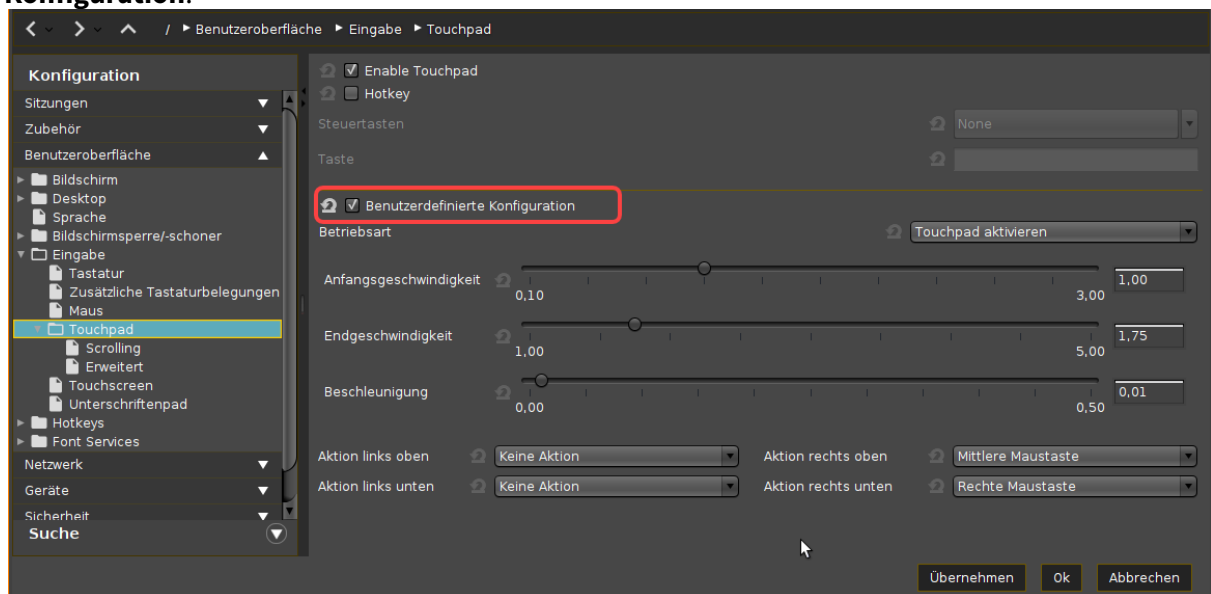 Konfiguration.
/ ▸ Benutzeroberfläche ▸ Eingabe ▸ Touchpad
Konfiguration
Sitzungen
Zubehör
Benutzeroberfläche
Bildschirm
Desktop
Sprache
Bildschirmsperre/-schoner
Eingabe
Tastatur
Zusätzliche Tastaturbelegungen
Maus
Touchpad
Scrolling
Erweitert
Touchscreen
Unterschriftenpad
Hotkeys
Font Services
Netzwerk
Geräte
Sicherheit
Suche
Enable Touchpad
Hotkey
Steuertasten None
Taste
Benutzerdefinierte Konfiguration
Betriebsart Touchpad aktivieren
Anfangsgeschwindigkeit 1,00
0,10 3,00
Endgeschwindigkeit 1,75
1,00 5,00
Beschleunigung 0,01
0,00 0,50
Aktion links oben Keine Aktion Aktion rechts oben Mittlere Maustaste
Aktion links unten Keine Aktion Aktion rechts unten Rechte Maustaste
Übernehmen Ok Abbrechen